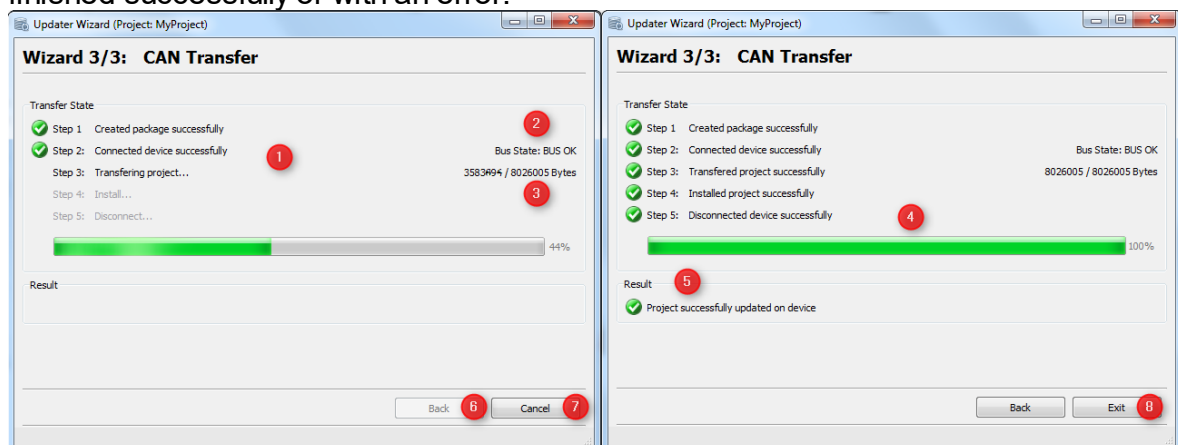 finished successfully or with an error.
Updater Wizard (Project: MyProject)
Wizard 3/3: CAN Transfer
Transfer State
Step 1 Created package successfully
2
Step 2: Connected device successfully
1
Bus State: BUS OK
Step 3: Transfering project...
3583494 / 8026005 Bytes
Step 4: Install...
3
Step 5: Disconnect...
44%
Result
Back
6
Cancel
7
Updater Wizard (Project: MyProject)
Wizard 3/3: CAN Transfer
Transfer State
Step 1 Created package successfully
Step 2: Connected device successfully
Bus State: BUS OK
Step 3: Transfered project successfully
8026005 / 8026005 Bytes
Step 4: Installed project successfully
Step 5: Disconnected device successfully
4
100%
Result
5
Project successfully updated on device
Back
Exit
8